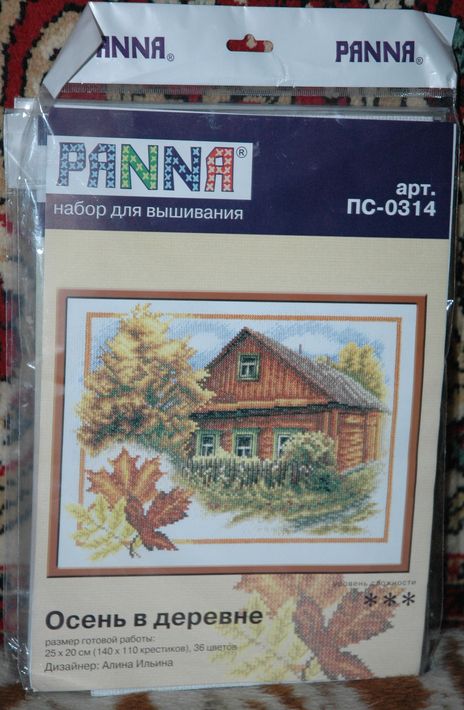 PANNA®
PANNA®
PANNA®
набор для вышивания
арт.
ПС-0314
уровень сложности
***
Осень в деревне
размер готовой работы:
25 х 20 см (140 х 110 крестиков), 36 цветов
Дизайнер: Алина Ильина